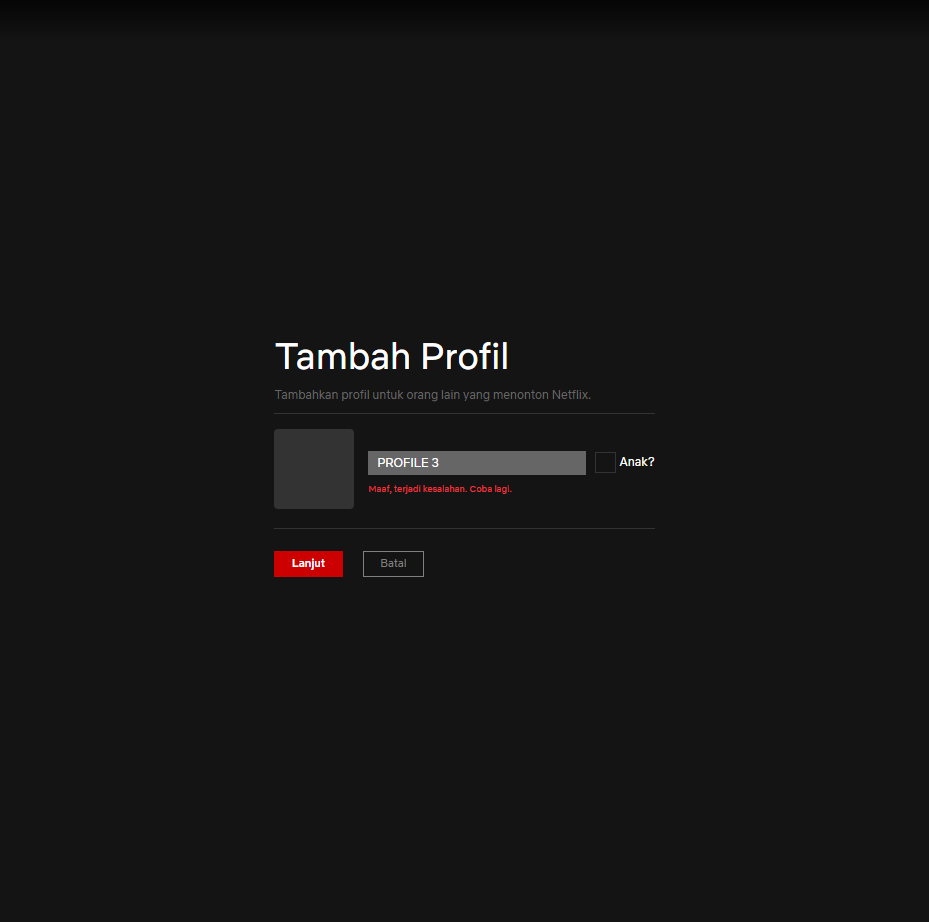 Tambah Profil
Tambahkan profil untuk orang lain yang menonton Netflix.
PROFILE 3
Anak?
Maaf, terjadi kesalahan. Coba lagi.
Lanjut
Batal